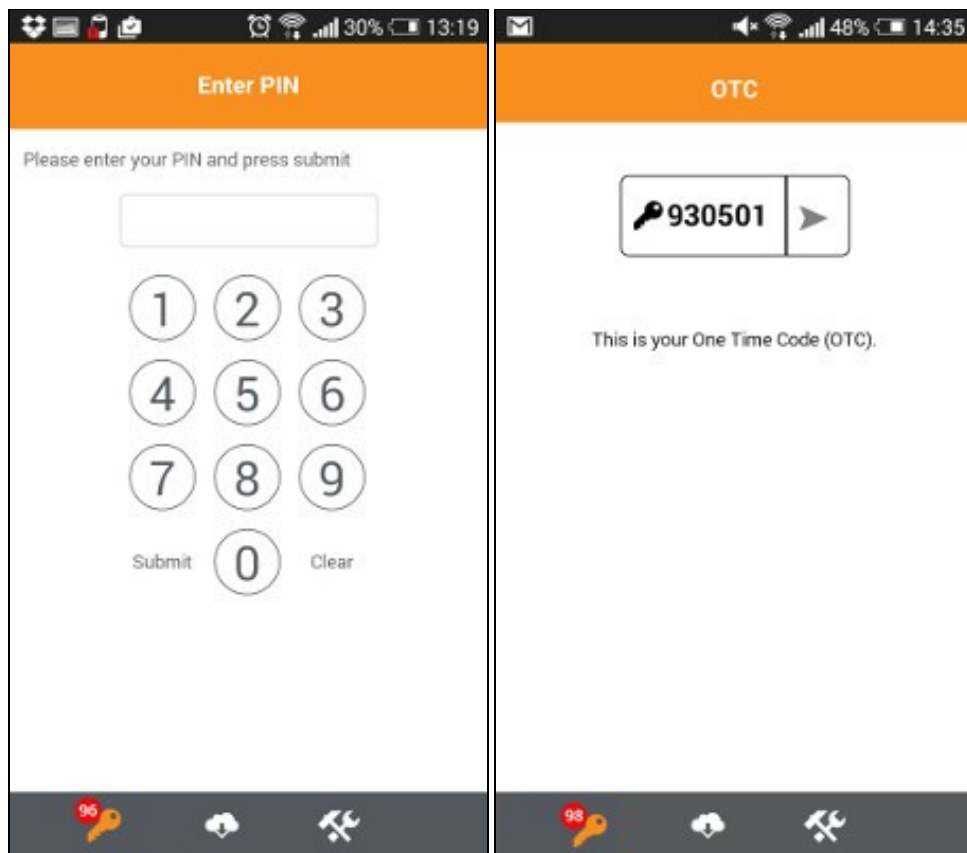 30% 13:19
Enter PIN
Please enter your PIN and press submit
1 2 3
4 5 6
7 8 9
Submit 0 Clear
96
48% 14:35
OTC
930501
This is your One Time Code (OTC).
98